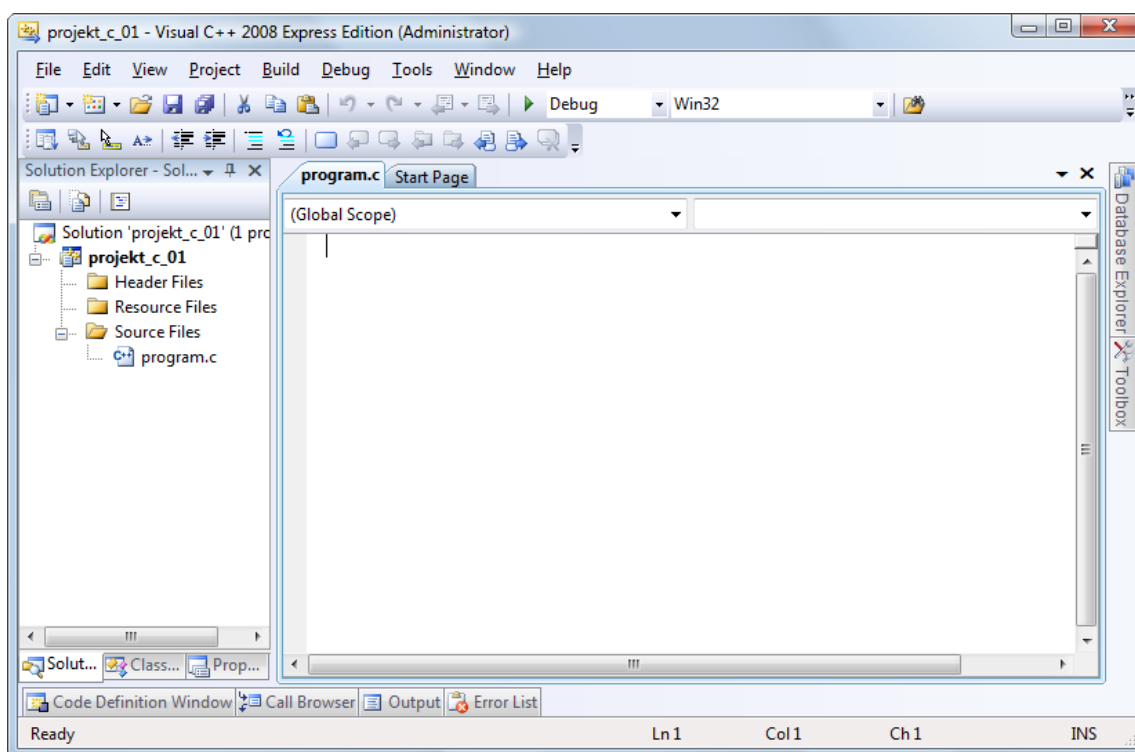 projekt_c_01 - Visual C++ 2008 Express Edition (Administrator)
File Edit View Project Build Debug Tools Window Help
Debug Win32
Solution Explorer - Sol...
program.c Start Page
(Global Scope)
Solution 'projekt_c_01' (1 pro
projekt_c_01
Header Files
Resource Files
Source Files
program.c
Database Explorer
Toolbox
Solut... Class... Prop...
Code Definition Window Call Browser Output Error List
Ready Ln 1 Col 1 Ch 1 INS